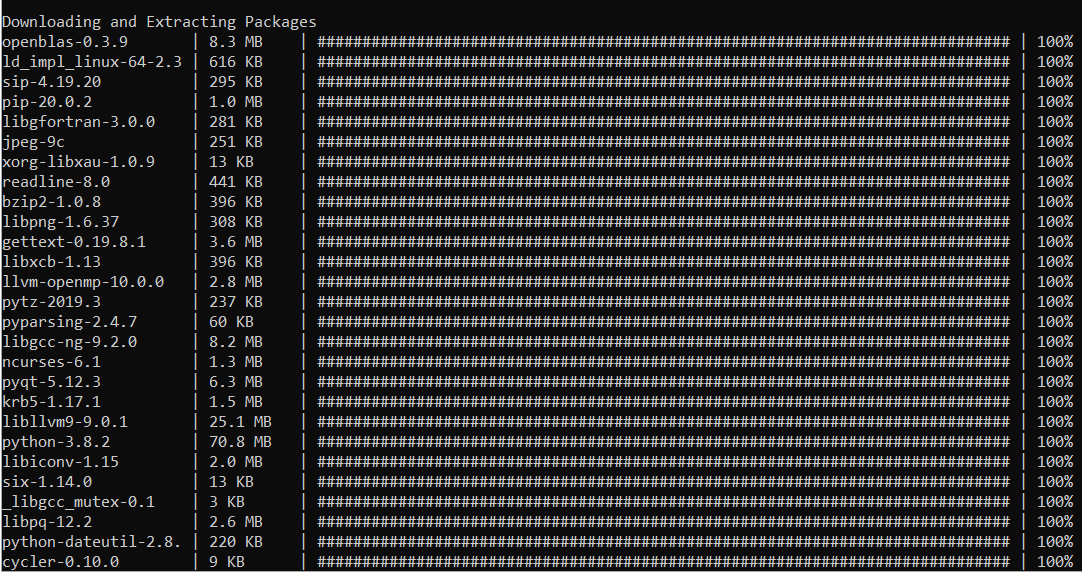 Downloading and Extracting Packages
openblas-0.3.9       | 8.3 MB    | ############################################################################# | 100%
ld_impl_linux-64-2.3 | 616 KB    | ############################################################################# | 100%
sip-4.19.20          | 295 KB    | ############################################################################# | 100%
pip-20.0.2           | 1.0 MB    | ############################################################################# | 100%
libgfortran-3.0.0    | 281 KB    | ############################################################################# | 100%
jpeg-9c              | 251 KB    | ############################################################################# | 100%
xorg-libxau-1.0.9    | 13 KB     | ############################################################################# | 100%
readline-8.0         | 441 KB    | ############################################################################# | 100%
bzip2-1.0.8          | 396 KB    | ############################################################################# | 100%
libpng-1.6.37        | 308 KB    | ############################################################################# | 100%
gettext-0.19.8.1     | 3.6 MB    | ############################################################################# | 100%
libxcb-1.13          | 396 KB    | ############################################################################# | 100%
llvm-openmp-10.0.0   | 2.8 MB    | ############################################################################# | 100%
pytz-2019.3          | 237 KB    | ############################################################################# | 100%
pyparsing-2.4.7      | 60 KB     | ############################################################################# | 100%
libgcc-ng-9.2.0      | 8.2 MB    | ############################################################################# | 100%
ncurses-6.1          | 1.3 MB    | ############################################################################# | 100%
pyqt-5.12.3          | 6.3 MB    | ############################################################################# | 100%
krb5-1.17.1          | 1.5 MB    | ############################################################################# | 100%
libllvm9-9.0.1       | 25.1 MB   | ############################################################################# | 100%
python-3.8.2         | 70.8 MB   | ############################################################################# | 100%
libiconv-1.15        | 2.0 MB    | ############################################################################# | 100%
six-1.14.0           | 13 KB     | ############################################################################# | 100%
_libgcc_mutex-0.1    | 3 KB      | ############################################################################# | 100%
libpq-12.2           | 2.6 MB    | ############################################################################# | 100%
python-dateutil-2.8. | 220 KB    | ############################################################################# | 100%
cycler-0.10.0        | 9 KB      | ############################################################################# | 100%